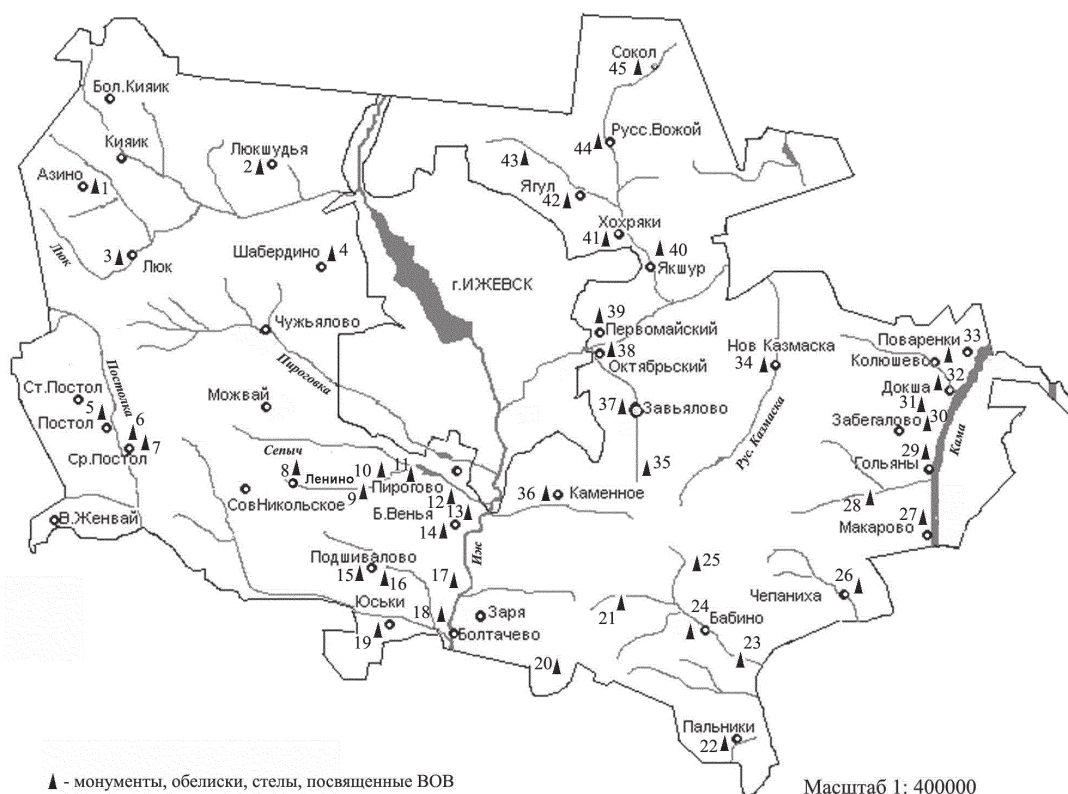 Сокол
45
Бол.Кияик
Русс.Вожой
44
Кияик
Люкшудья
2
43
Азино
1
Ягул
42
Хохряки
41
40
Якшур
Люк
3
Люк
Шабердино
4
г.ИЖЕВСК
39
Первомайский
38
Октябрьский
Чужьялово
Пироговка
Нов Казмаска
34
Поваренки
33
Колюшево
32
Докша
31
30
Забегалово
Ст.Постол
Постолка
5
6
Постол
7
Ср.Постол
Можвай
37
Завьялово
Рус. Казмаска
Кама
29
Гольяны
Сепыч
8
Ленино
10
11
9
Пирогово
12
13
35
36
Каменное
28
27
Макарово
СовНикольское
В.Женвай
Б.Венья
14
Иж
Подшивалово
15
16
17
25
26
Чепаниха
Юськи
18
Заря
21
24
Бабино
19
Болтачево
20
23
Пальники
22
- монументы, обелиски, стелы, посвященные ВОВ
Масштаб 1: 400000